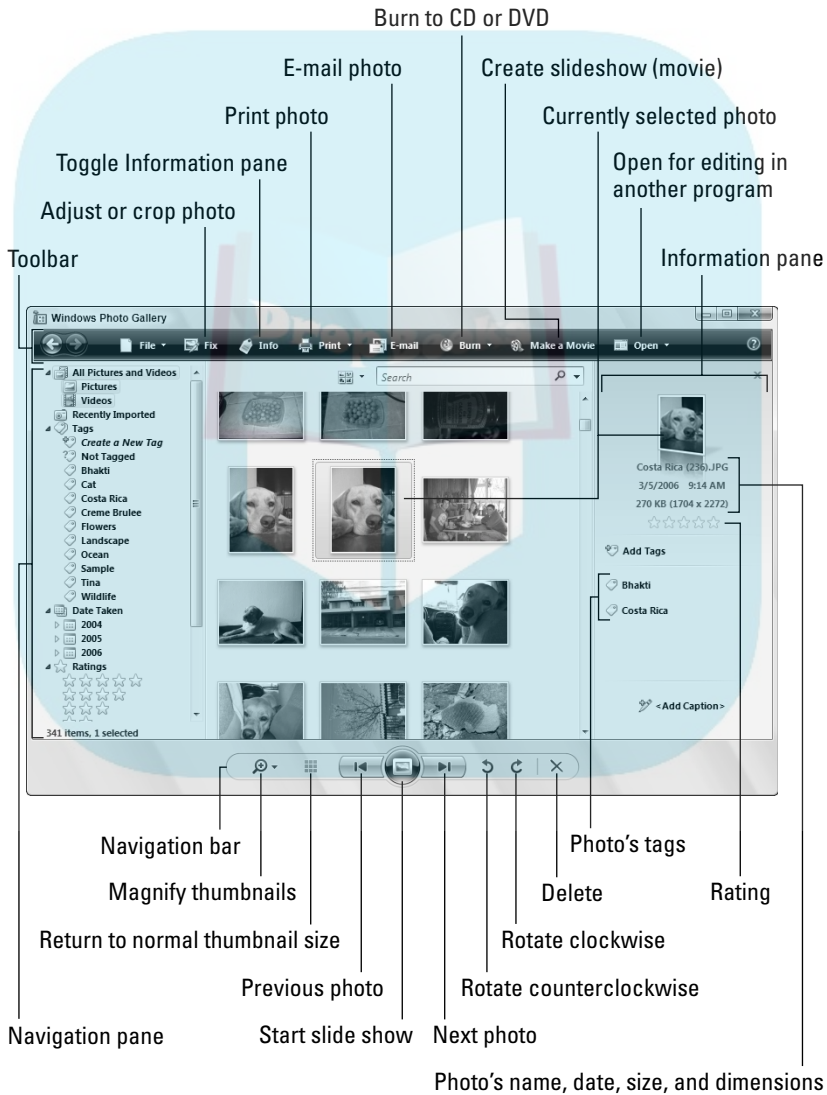 Burn to CD or DVD
E-mail photo
Create slideshow (movie)
Print photo
Currently selected photo
Toggle Information pane
Open for editing in
another program
Adjust or crop photo
Toolbar
Information pane
Windows Photo Gallery
File
Fix
Info
Print
E-mail
Burn
Make a Movie
Open
All Pictures and Videos
Pictures
Videos
Recently Imported
Tags
Create a New Tag
Not Tagged
Bhakti
Cat
Costa Rica
Creme Brulee
Flowers
Landscape
Ocean
Sample
Tina
Wildlife
Date Taken
2004
2005
2006
Ratings
341 items, 1 selected
Search
Costa Rica (236).JPG
3/5/2006 9:14 AM
270 KB (1704 x 2272)
Add Tags
Bhakti
Costa Rica
<Add Caption>
Navigation bar
Photo's tags
Magnify thumbnails
Delete
Rating
Return to normal thumbnail size
Rotate clockwise
Previous photo
Rotate counterclockwise
Navigation pane
Start slide show
Next photo
Photo's name, date, size, and dimensions